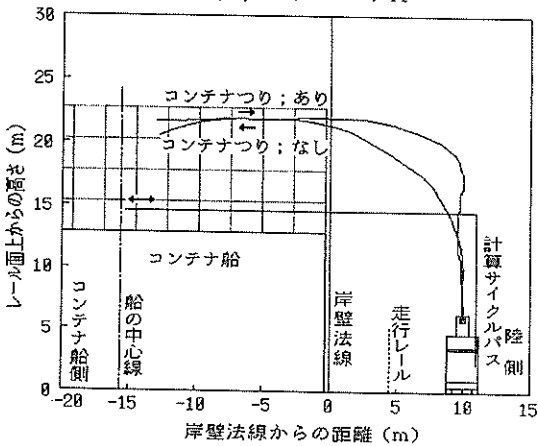 30
25
20
15
10
5
0
レール面上からの高さ (m)
コンテナつり；あり
コンテナつり；なし
コンテナ船
コンテナ船側
船の中心線
岸壁法線
走行レール
計算サイクルパス
陸側
-20 -15 -10 -5 0 5 10 15
岸壁法線からの距離 (m)